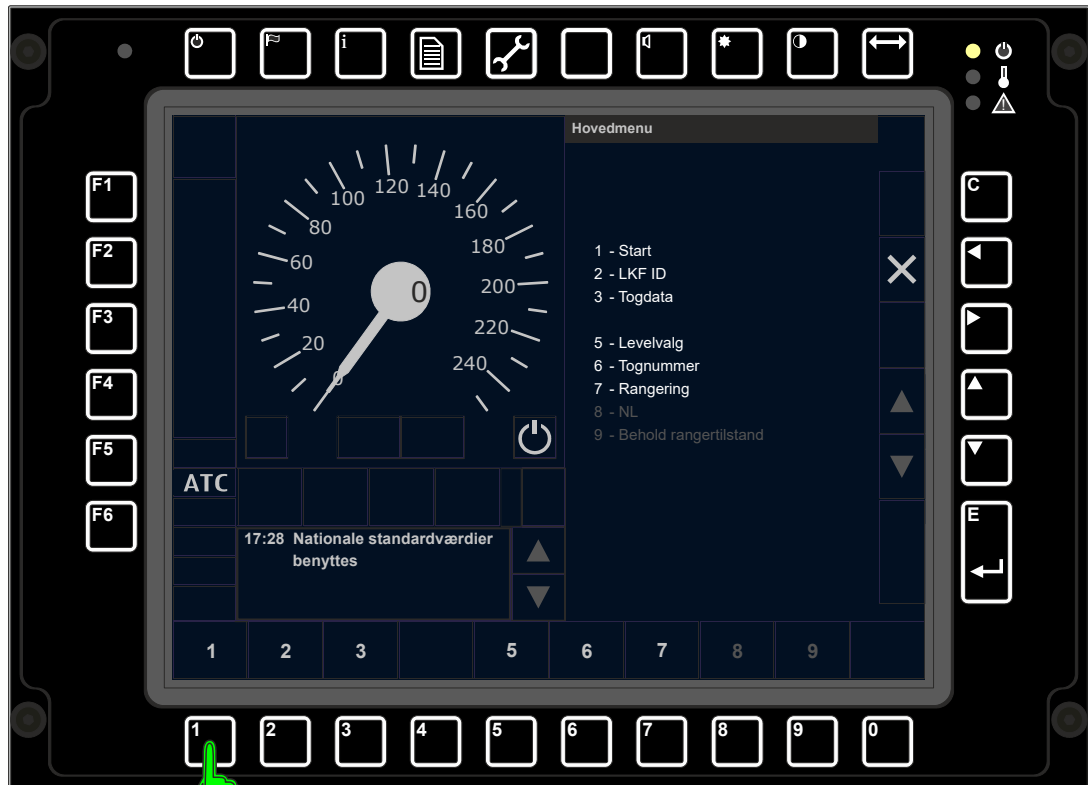 i
Hovedmenu
F1
F2
F3
F4
F5
F6
0
20
40
60
80
100
120
140
160
180
200
220
240
0
1 - Start
2 - LKF ID
3 - Togdata
5 - Levelvalg
6 - Tognummer
7 - Rangering
8 - NL
9 - Behold rangertilstand
ATC
17:28 Nationale standardværdier
benyttes
C
E
1 2 3 5 6 7 8 9
1 2 3 4 5 6 7 8 9 0